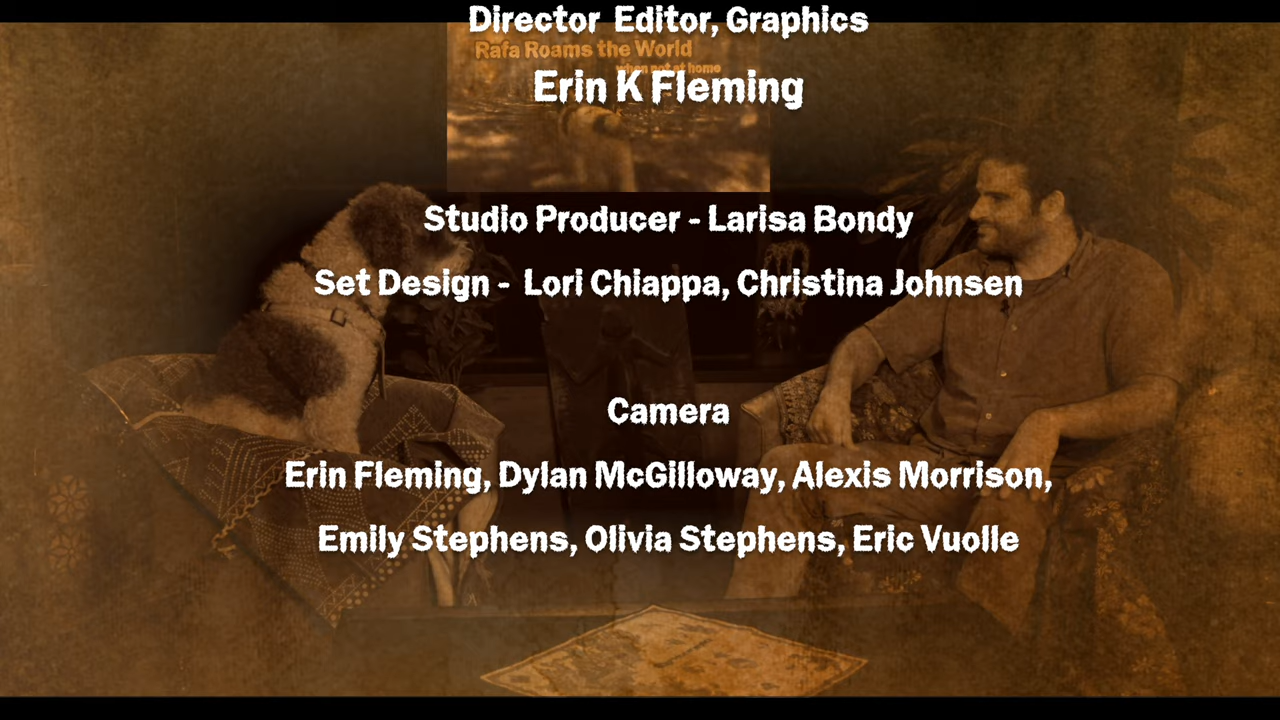 Director Editor, Graphics
Rafa Roams the World
when not at home
Erin K Fleming
Studio Producer - Larisa Bondy
Set Design - Lori Chiappa, Christina Johnsen
Camera
Erin Fleming, Dylan McGilloway, Alexis Morrison,
Emily Stephens, Olivia Stephens, Eric Vuolle